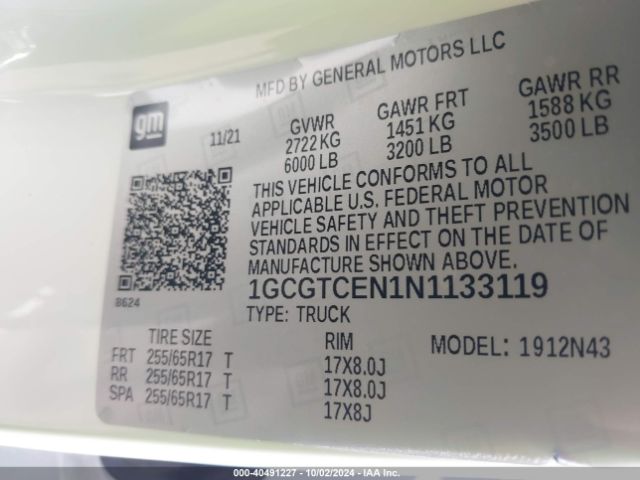 MFD BY GENERAL MOTORS LLC
gm
11/21
GVWR
2722 KG
6000 LB
GAWR FRT
1451 KG
3200 LB
GAWR RR
1588 KG
3500 LB
THIS VEHICLE CONFORMS TO ALL
APPLICABLE U.S. FEDERAL MOTOR
VEHICLE SAFETY AND THEFT PREVENTION
STANDARDS IN EFFECT ON THE DATE OF
MANUFACTURE SHOWN ABOVE.
8624
1GCGTCEN1N1133119
TYPE: TRUCK
MODEL: 1912N43
TIRE SIZE
FRT 255/65R17 T
RR 255/65R17 T
SPA 255/65R17 T
RIM
17X8.0J
17X8.0J
17X8J
000-40491227 - 10/02/2024 - IAA Inc.